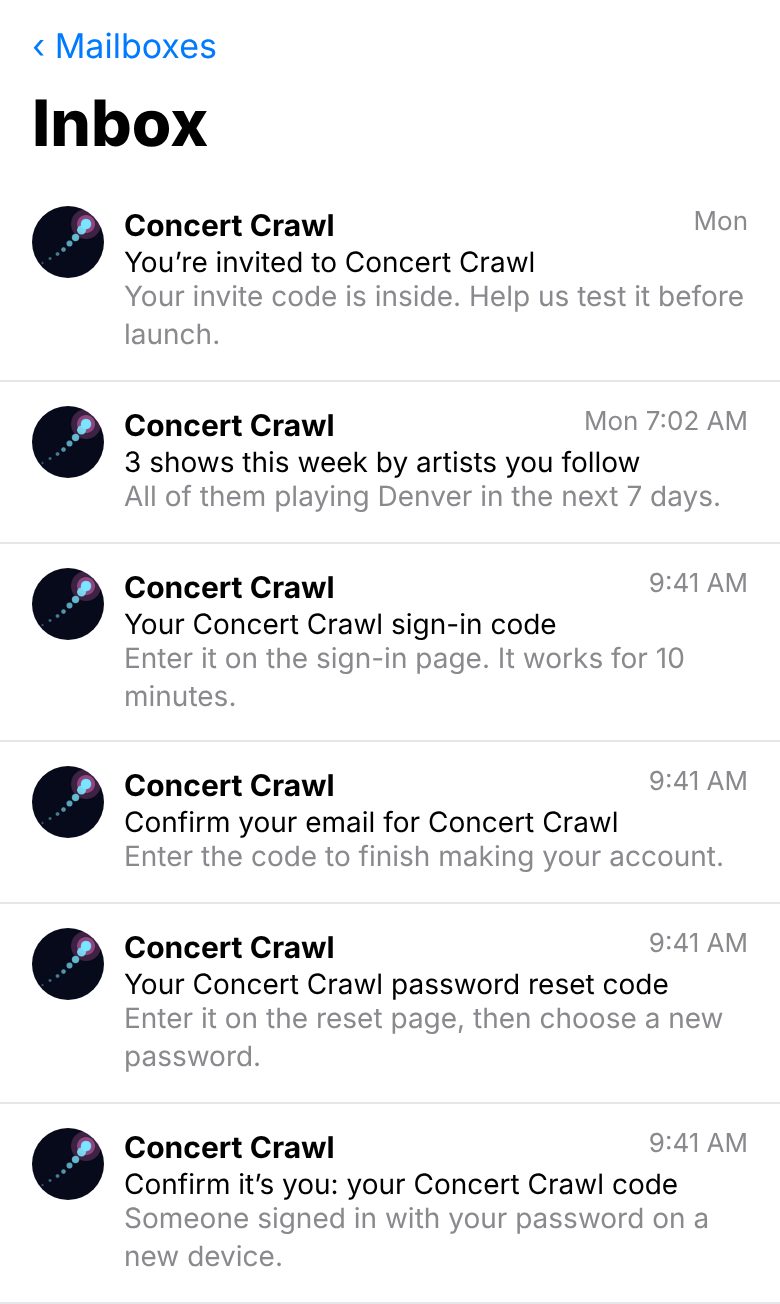 ‹ Mailboxes
Inbox
Concert Crawl
Mon
You’re invited to Concert Crawl
Your invite code is inside. Help us test it before
launch.
Concert Crawl
Mon 7:02 AM
3 shows this week by artists you follow
All of them playing Denver in the next 7 days.
Concert Crawl
9:41 AM
Your Concert Crawl sign-in code
Enter it on the sign-in page. It works for 10
minutes.
Concert Crawl
9:41 AM
Confirm your email for Concert Crawl
Enter the code to finish making your account.
Concert Crawl
9:41 AM
Your Concert Crawl password reset code
Enter it on the reset page, then choose a new
password.
Concert Crawl
9:41 AM
Confirm it’s you: your Concert Crawl code
Someone signed in with your password on a
new device.